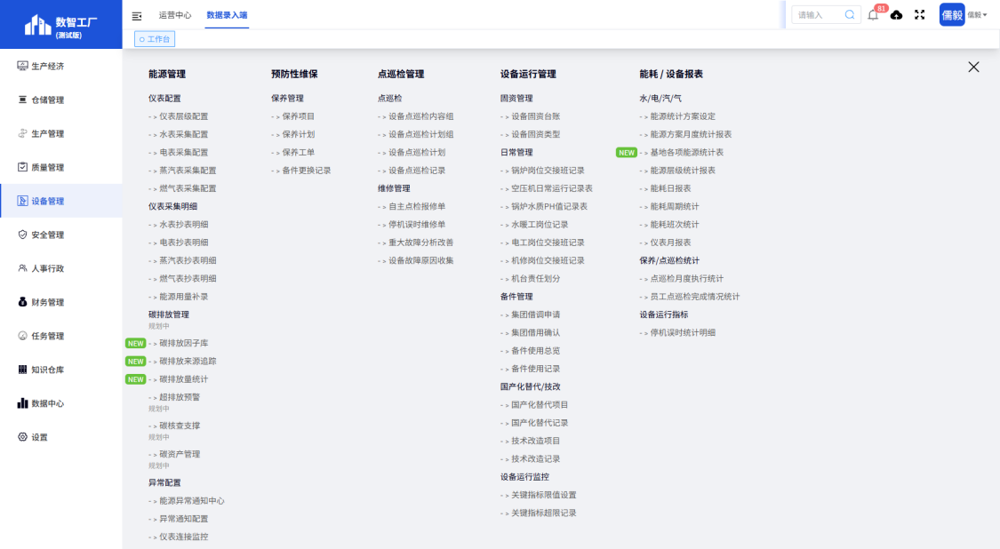 数智工厂
(测试版)
运营中心
数据录入端
请输入
81
儒毅
儒毅
工作台
生产经济
仓储管理
生产管理
质量管理
设备管理
安全管理
人事行政
财务管理
任务管理
知识仓库
数据中心
设置
能源管理
仪表配置
- > 仪表层级配置
- > 水表采集配置
- > 电表采集配置
- > 蒸汽表采集配置
- > 燃气表采集配置
仪表采集明细
- > 水表抄表明细
- > 电表抄表明细
- > 蒸汽表抄表明细
- > 燃气表抄表明细
- > 能源用量补录
碳排放管理
规划中
NEW - > 碳排放因子库
NEW - > 碳排放来源追踪
NEW - > 碳排放量统计
- > 超排放预警
规划中
- > 碳核查支撑
规划中
- > 碳资产管理
规划中
异常配置
- > 能源异常通知中心
- > 异常通知配置
- > 仪表连接监控
预防性维保
保养管理
- > 保养项目
- > 保养计划
- > 保养工单
- > 备件更换记录
点巡检管理
点巡检
- > 设备点巡检内容组
- > 设备点巡检计划组
- > 设备点巡检计划
- > 设备点巡检记录
维修管理
- > 自主点检报修单
- > 停机误时维修单
- > 重大故障分析改善
- > 设备故障原因收集
设备运行管理
固资管理
- > 设备固资台账
- > 设备固资类型
日常管理
- > 锅炉岗位交接班记录
- > 空压机日常运行记录表
- > 锅炉水质PH值记录表
- > 水暖工岗位记录
- > 电工岗位交接班记录
- > 机修岗位交接班记录
- > 机台责任划分
备件管理
- > 集团借调申请
- > 集团借用确认
- > 备件使用总览
- > 备件使用记录
国产化替代/技改
- > 国产化替代项目
- > 国产化替代记录
- > 技术改造项目
- > 技术改造记录
设备运行监控
- > 关键指标限值设置
- > 关键指标超限记录
能耗 / 设备报表
水/电/汽/气
- > 能源统计方案设定
- > 能源方案月度统计报表
NEW - > 基地各项能源统计表
- > 能源层级统计报表
- > 能耗日报表
- > 能耗周期统计
- > 能耗班次统计
- > 仪表月报表
保养/点巡检统计
- > 点巡检月度执行统计
- > 员工点巡检完成情况统计
设备运行指标
- > 停机误时统计明细